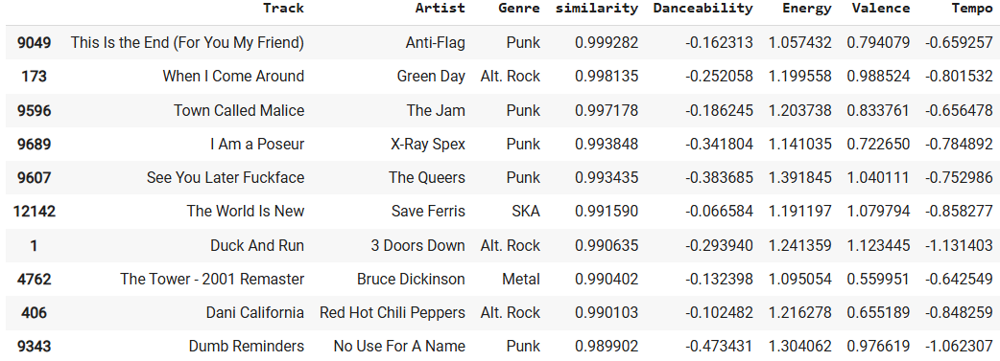 Track Artist Genre similarity Danceability Energy Valence Tempo
9049 This Is the End (For You My Friend) Anti-Flag Punk 0.999282 -0.162313 1.057432 0.794079 -0.659257
173 When I Come Around Green Day Alt. Rock 0.998135 -0.252058 1.199558 0.988524 -0.801532
9596 Town Called Malice The Jam Punk 0.997178 -0.186245 1.203738 0.833761 -0.656478
9689 I Am a Poseur X-Ray Spex Punk 0.993848 -0.341804 1.141035 0.722650 -0.784892
9607 See You Later Fuckface The Queers Punk 0.993435 -0.383685 1.391845 1.040111 -0.752986
12142 The World Is New Save Ferris SKA 0.991590 -0.066584 1.191197 1.079794 -0.858277
1 Duck And Run 3 Doors Down Alt. Rock 0.990635 -0.293940 1.241359 1.123445 -1.131403
4762 The Tower - 2001 Remaster Bruce Dickinson Metal 0.990402 -0.132398 1.095054 0.559951 -0.642549
406 Dani California Red Hot Chili Peppers Alt. Rock 0.990103 -0.102482 1.216278 0.655189 -0.848259
9343 Dumb Reminders No Use For A Name Punk 0.989902 -0.473431 1.304062 0.976619 -1.062307